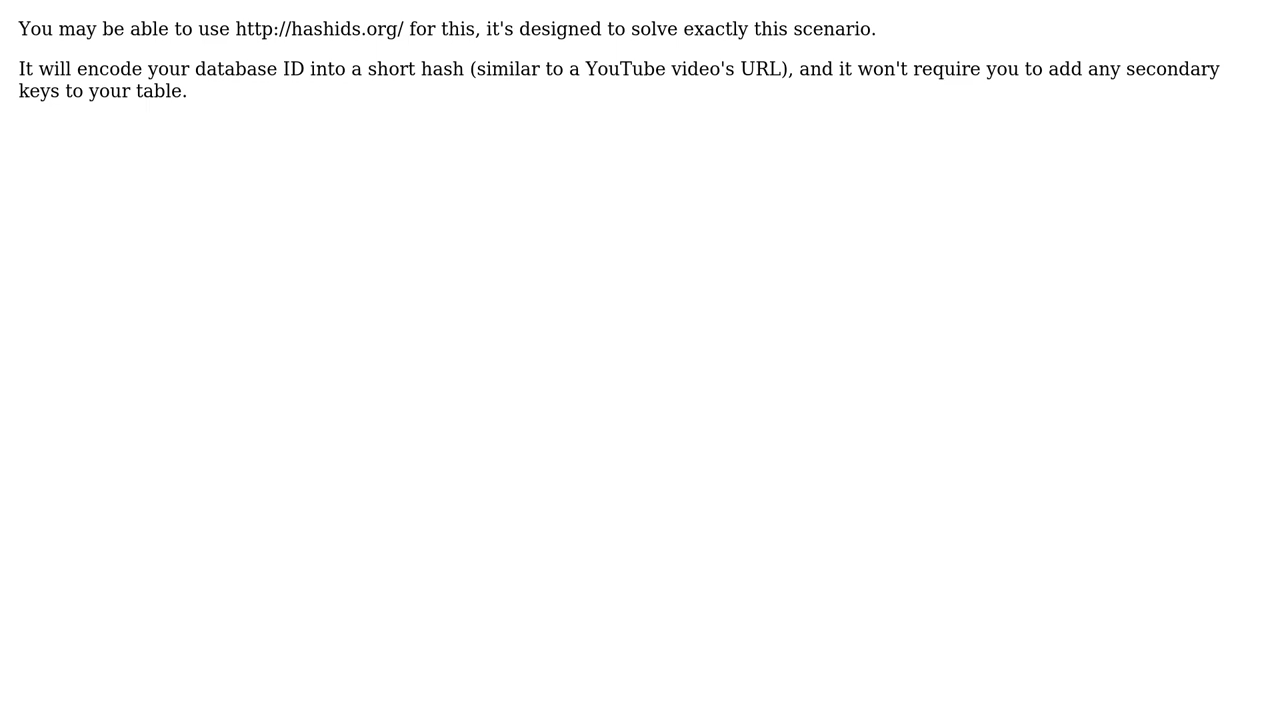 You may be able to use http://hashids.org/ for this, it's designed to solve exactly this scenario.
It will encode your database ID into a short hash (similar to a YouTube video's URL), and it won't require you to add any secondary
keys to your table.